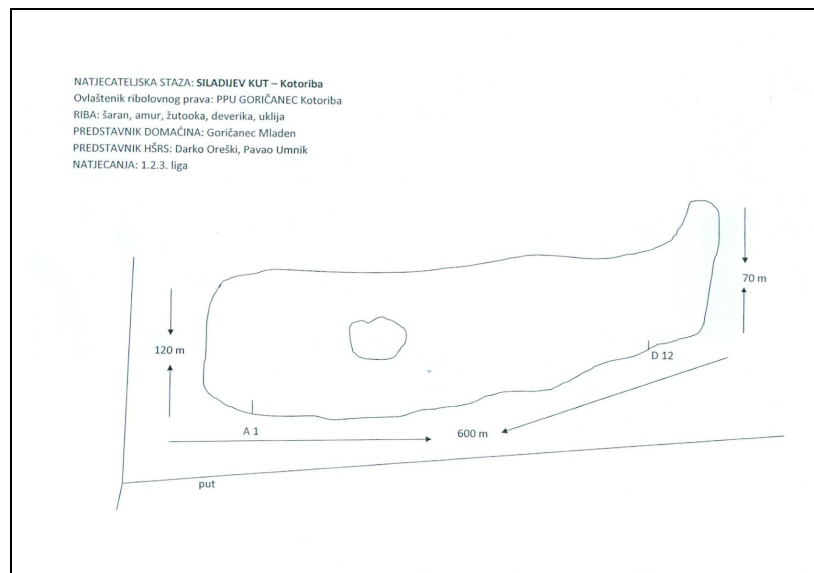 NATJECATELJSKA STAZA: SILADIJEV KUT – Kotoriba
Ovlaštenik ribolovnog prava: PPU GORIČANEC Kotoriba
RIBA: šaran, amur, žutooka, deverika, uklija
PREDSTAVNIK DOMAĆINA: Goričanec Mladen
PREDSTAVNIK HŠRS: Darko Oreški, Pavao Umnik
NATJECANJA: 1.2.3. liga
70 m
120 m
D 12
A 1
600 m
put